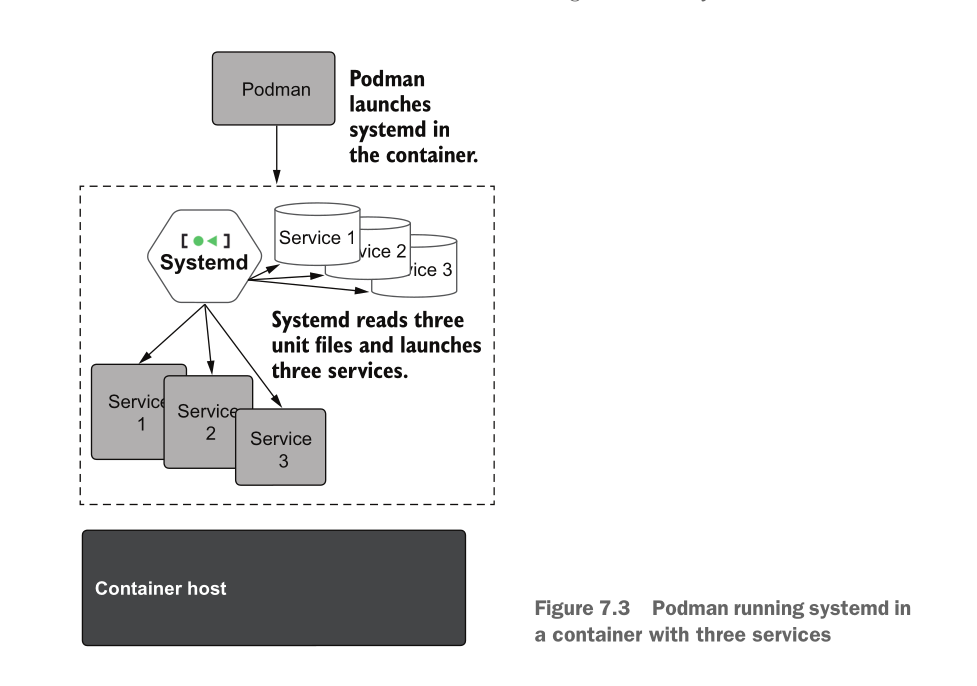 Podman
Podman
launches
systemd in
the container.
[●◄]
Systemd
Service 1
vice 2
rice 3
Systemd reads three
unit files and launches
three services.
Service
1
Service
2
Service
3
Container host
Figure 7.3 Podman running systemd in
a container with three services